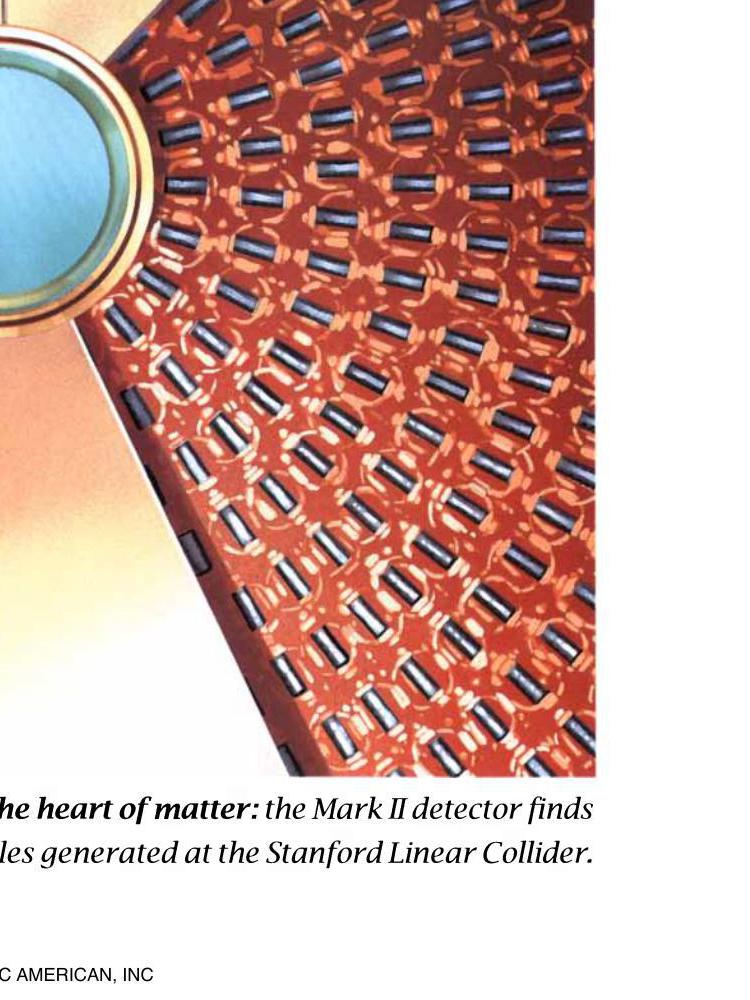 he heart of matter: the Mark II detector finds
les generated at the Stanford Linear Collider.
C AMERICAN, INC